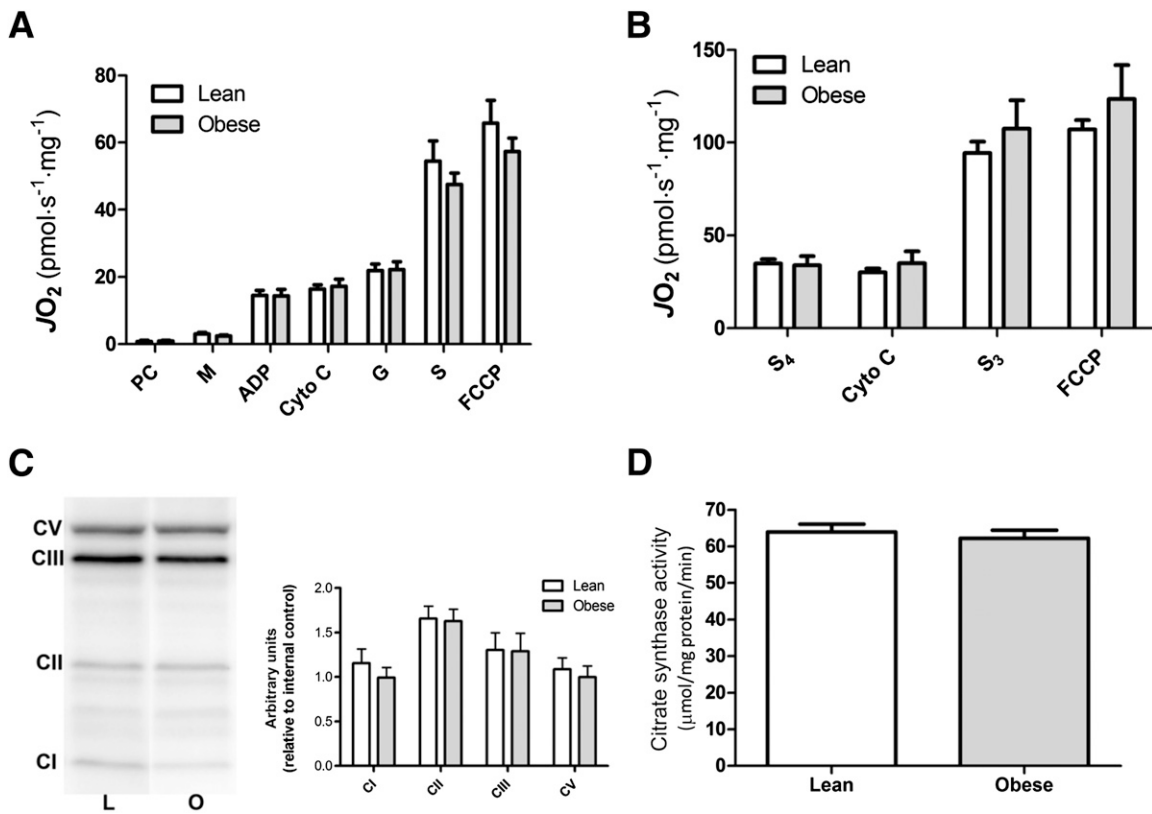 A
JO₂ (pmol·s⁻¹·mg⁻¹)
80
60
40
20
0
Lean
Obese
PC
M
ADP
Cyto C
G
S
FCCP
B
JO₂ (pmol·s⁻¹·mg⁻¹)
150
100
50
0
Lean
Obese
S₄
Cyto C
S₃
FCCP
C
CV
CIII
CII
CI
L
O
Arbitrary units
(relative to internal control)
2.0
1.5
1.0
0.5
0.0
Lean
Obese
CI
CII
CIII
CV
D
Citrate synthase activity
(μmol/mg protein/min)
70
60
50
40
30
20
10
0
Lean
Obese